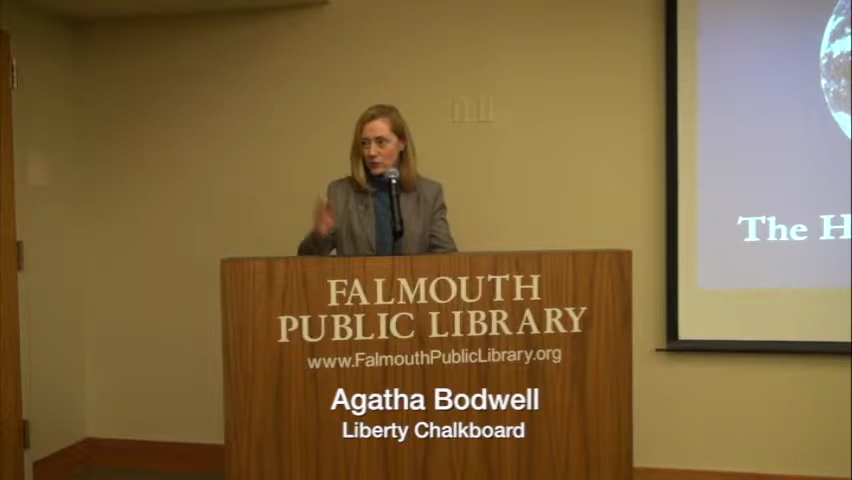 The H
FALMOUTH
PUBLIC LIBRARY
www.FalmouthPublicLibrary.org
Agatha Bodwell
Liberty Chalkboard